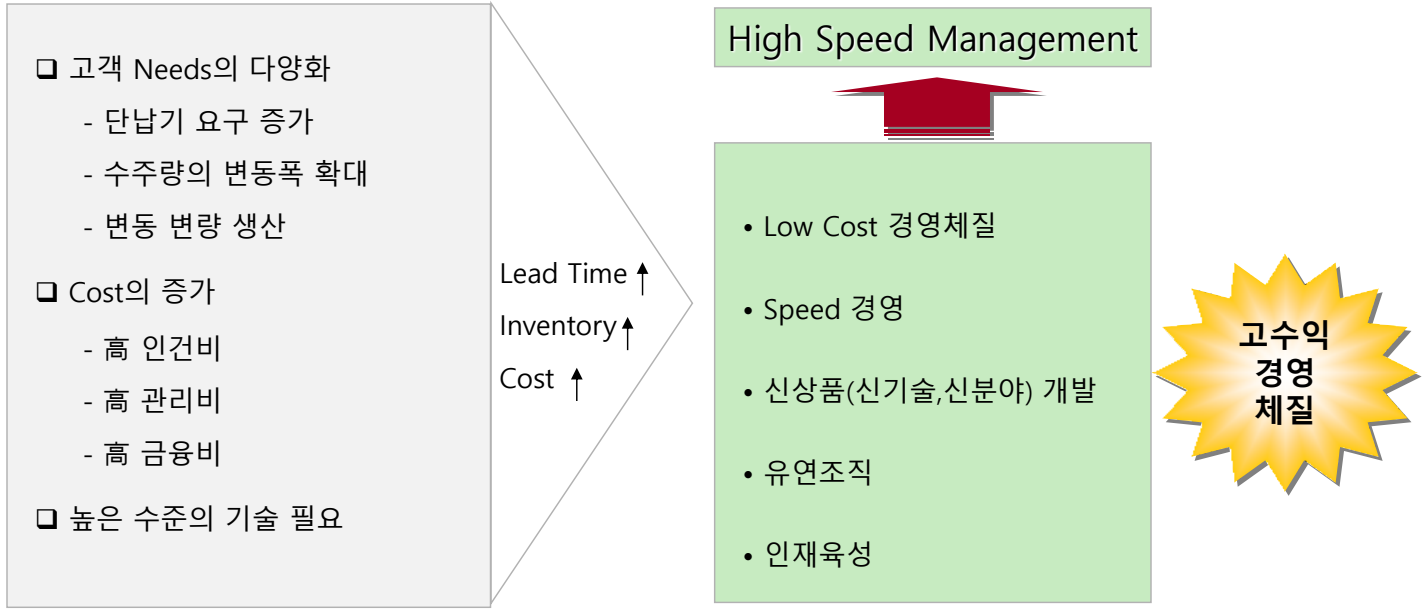 ❑ 고객 Needs의 다양화
- 단납기 요구 증가
- 수주량의 변동폭 확대
- 변동 변량 생산
❑ Cost의 증가
- 高 인건비
- 高 관리비
- 高 금융비
❑ 높은 수준의 기술 필요
Lead Time ↑
Inventory ↑
Cost ↑
High Speed Management
• Low Cost 경영체질
• Speed 경영
• 신상품(신기술,신분야) 개발
• 유연조직
• 인재육성
고수익
경영
체질